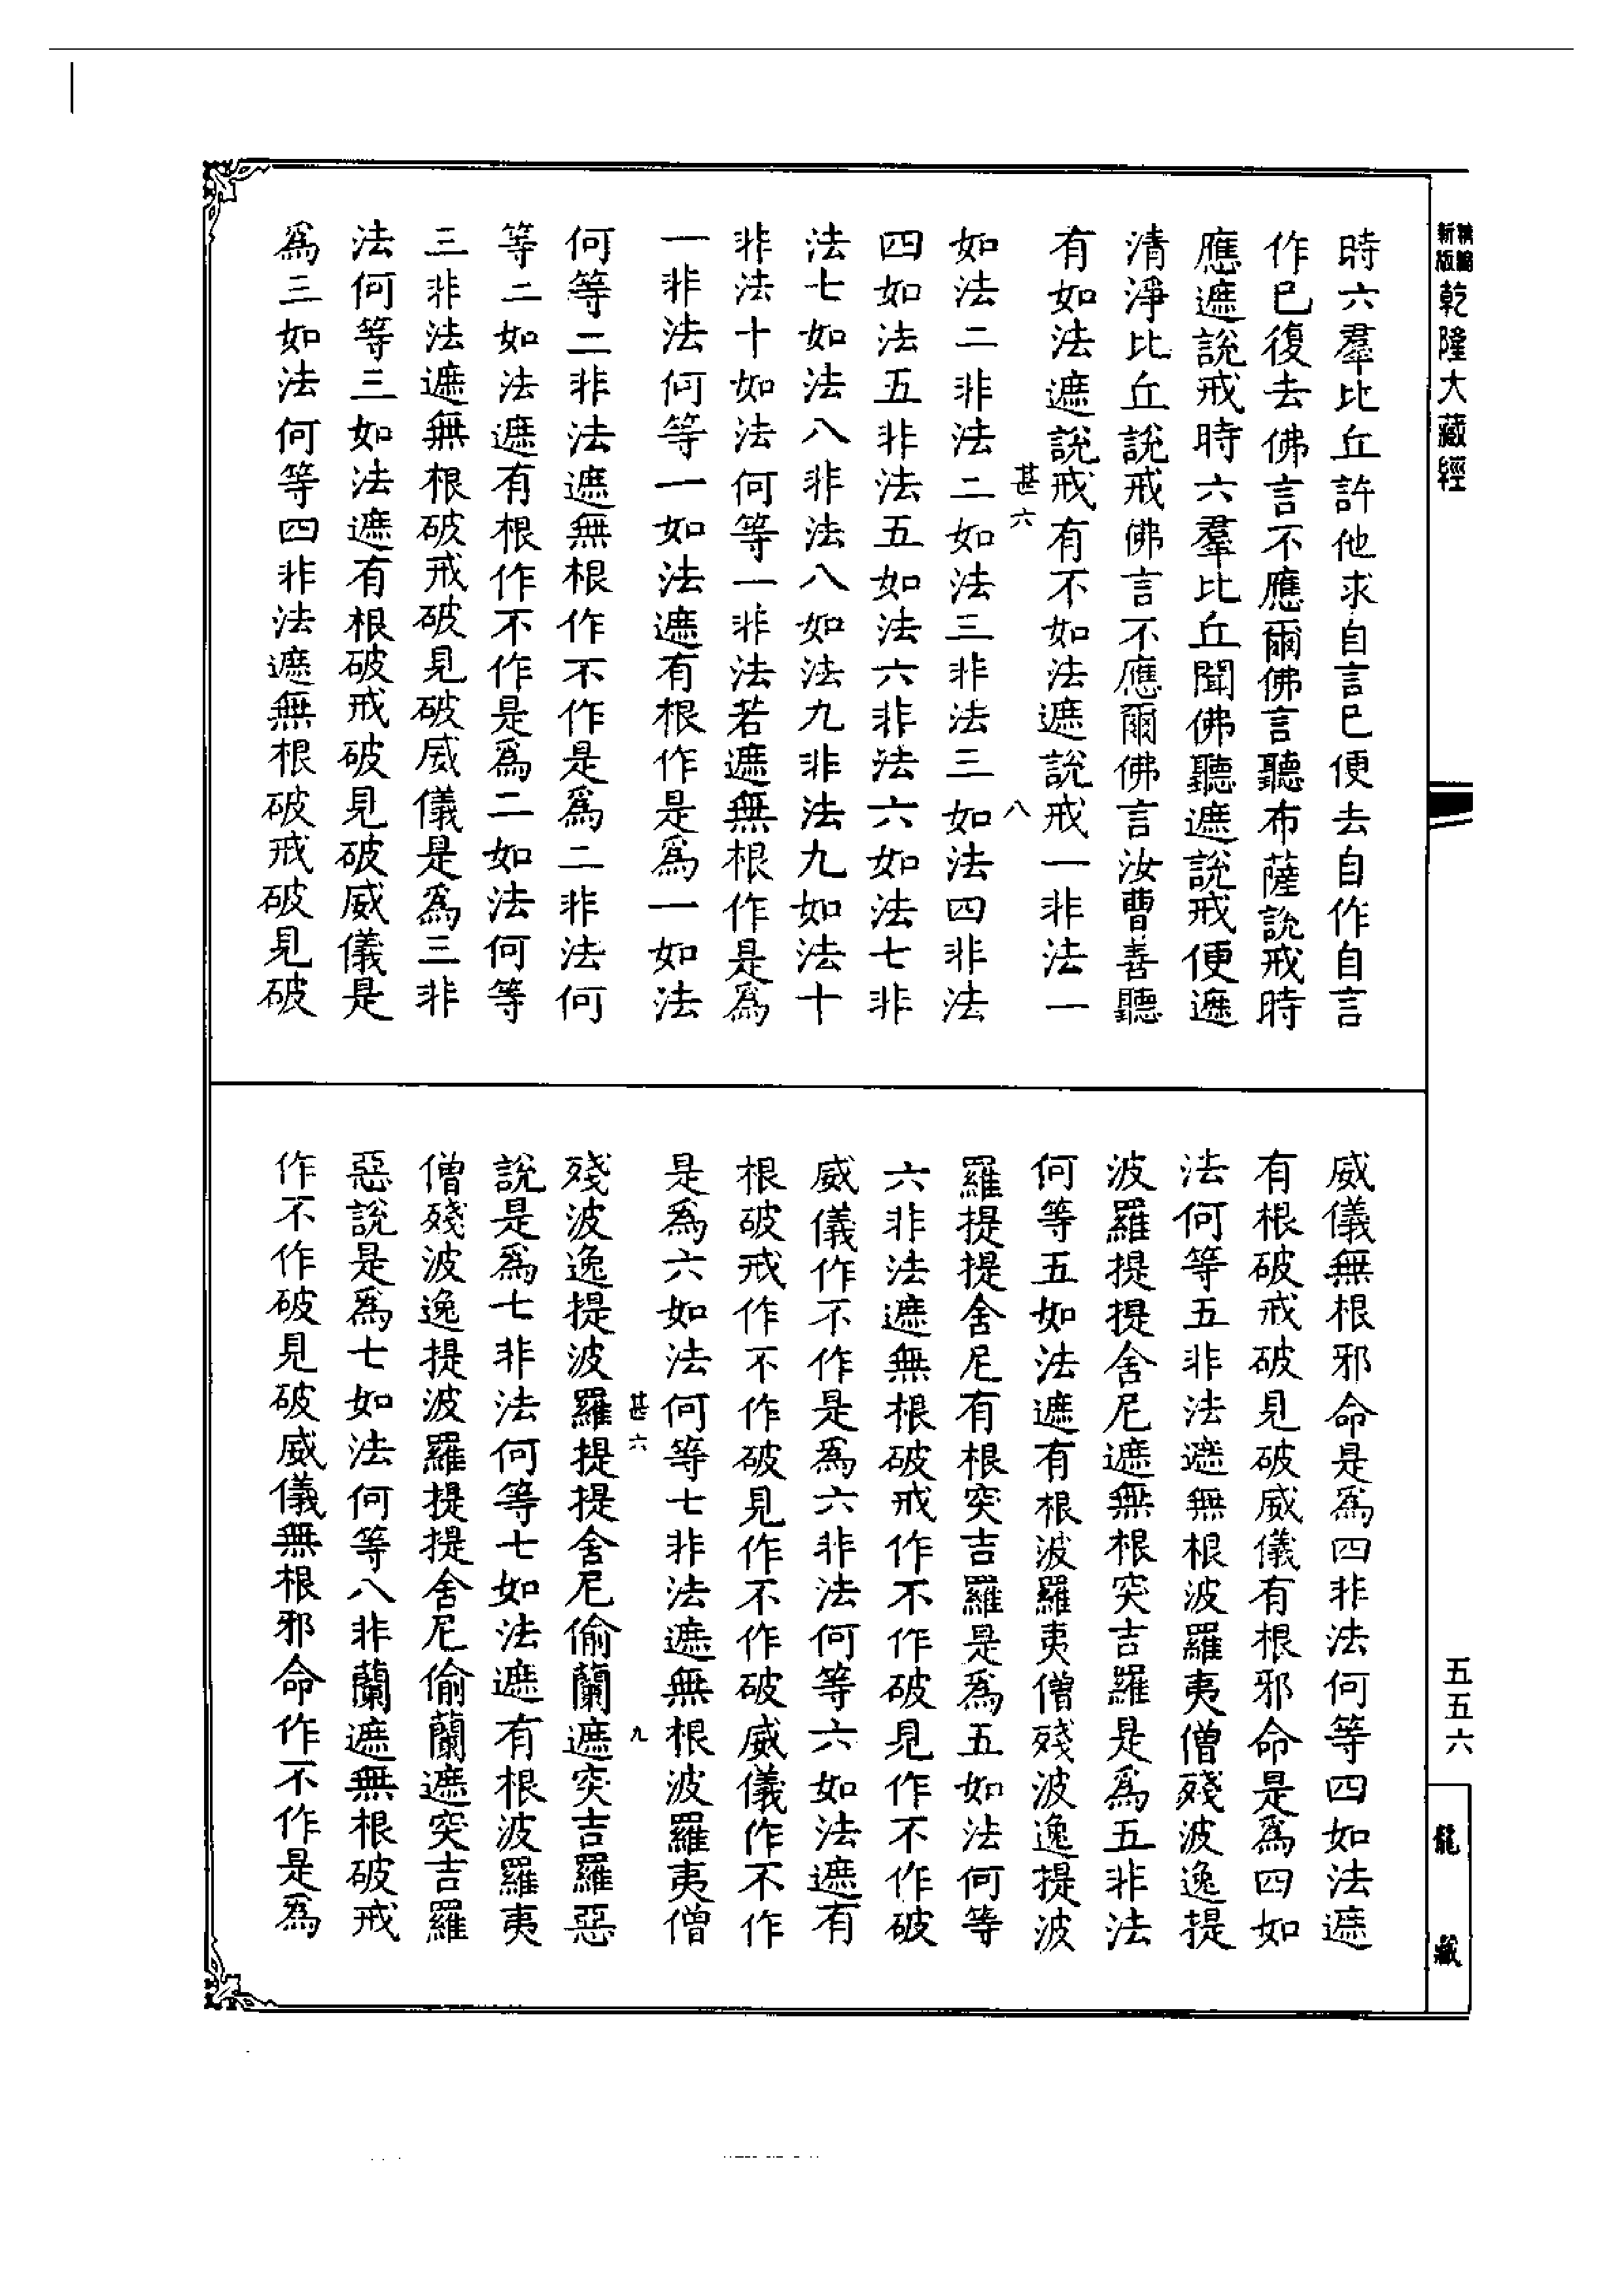 新版
精編
乾隆大藏經
五五六
龍藏
時六羣比丘許他求自言已便去自作自言
作已復去佛言不應爾佛言聽布薩說戒時
應遮說戒時六羣比丘聞佛聽遮說戒便遮
清淨比丘說戒佛言不應爾佛言汝曹善聽
有如法遮說戒有不如法遮說戒一非法一
甚六
八
如法二非法二如法三非法三如法四非法
四如法五非法五如法六非法六如法七非
法七如法八非法八如法九非法九如法十
非法十如法何等一非法若遮無根作是為
一非法何等一如法遮有根作是為一如法
何等二非法遮無根作不作是為二非法何
等二如法遮有根作不作是為二如法何等
三非法遮無根破戒破見破威儀是為三非
法何等三如法遮有根破戒破見破威儀是
為三如法何等四非法遮無根破戒破見破
威儀無根邪命是為四非法何等四如法遮
有根破戒破見破威儀有根邪命是為四如
法何等五非法遮無根波羅夷僧殘波逸提
波羅提提舍尼遮無根突吉羅是為五非法
何等五如法遮有根波羅夷僧殘波逸提波
羅提提舍尼有根突吉羅是為五如法何等
六非法遮無根破戒作不作破見作不作破
威儀作不作是為六非法何等六如法遮有
根破戒作不作破見作不作破威儀作不作
是為六如法何等七非法遮無根波羅夷僧
甚六
九
殘波逸提波羅提提舍尼偷蘭遮突吉羅惡
說是為七非法何等七如法遮有根波羅夷
僧殘波逸提波羅提提舍尼偷蘭遮突吉羅
惡說是為七如法何等八非蘭遮無根破戒
作不作破見破威儀無根邪命作不作是為